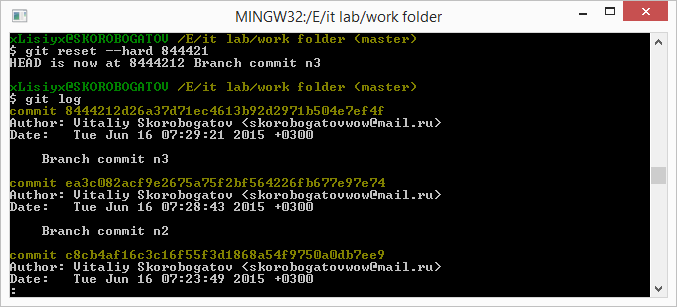 MINGW32:/E/it lab/work folder
xLisiyx@SKOROBOGATOV /E/it lab/work folder (master)
$ git reset --hard 844421
HEAD is now at 8444212 Branch commit n3
xLisiyx@SKOROBOGATOV /E/it lab/work folder (master)
$ git log
commit 8444212d26a37d71ec4613b92d2971b504e7ef4f
Author: Vitaliy Skorobogatov <skorobogatovwow@mail.ru>
Date:   Tue Jun 16 07:29:21 2015 +0300
Branch commit n3
commit ea3c082acf9e2675a75f2bf564226fb677e97e74
Author: Vitaliy Skorobogatov <skorobogatovwow@mail.ru>
Date:   Tue Jun 16 07:28:43 2015 +0300
Branch commit n2
commit c8cb4af16c3c16f55f3d1868a54f9750a0db7ee9
Author: Vitaliy Skorobogatov <skorobogatovwow@mail.ru>
Date:   Tue Jun 16 07:23:49 2015 +0300
: